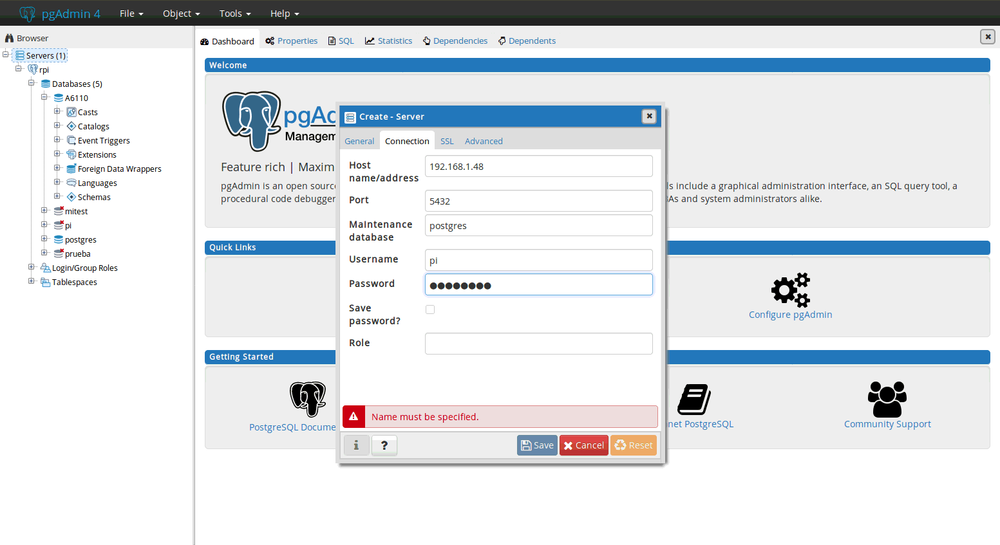 pgAdmin 4 File Object Tools Help
Browser
Servers (1)
rpi
Databases (5)
A6110
Casts
Catalogs
Event Triggers
Extensions
Foreign Data Wrappers
Languages
Schemas
mitest
pi
postgres
prueba
Login/Group Roles
Tablespaces
Dashboard Properties SQL Statistics Dependencies Dependents
Welcome
pgAd
Managem
Feature rich | Maxim
pgAdmin is an open sourc
ls include a graphical administration interface, an SQL query tool, a
procedural code debugger
As and system administrators alike.
Quick Links
Configure pgAdmin
Getting Started
PostgreSQL Docume
net PostgreSQL
Community Support
Create - Server
General Connection SSL Advanced
Host name/address
192.168.1.48
Port
5432
Maintenance database
postgres
Username
pi
Password
●●●●●●●●
Save password?
Role
Name must be specified.
i ? Save Cancel Reset